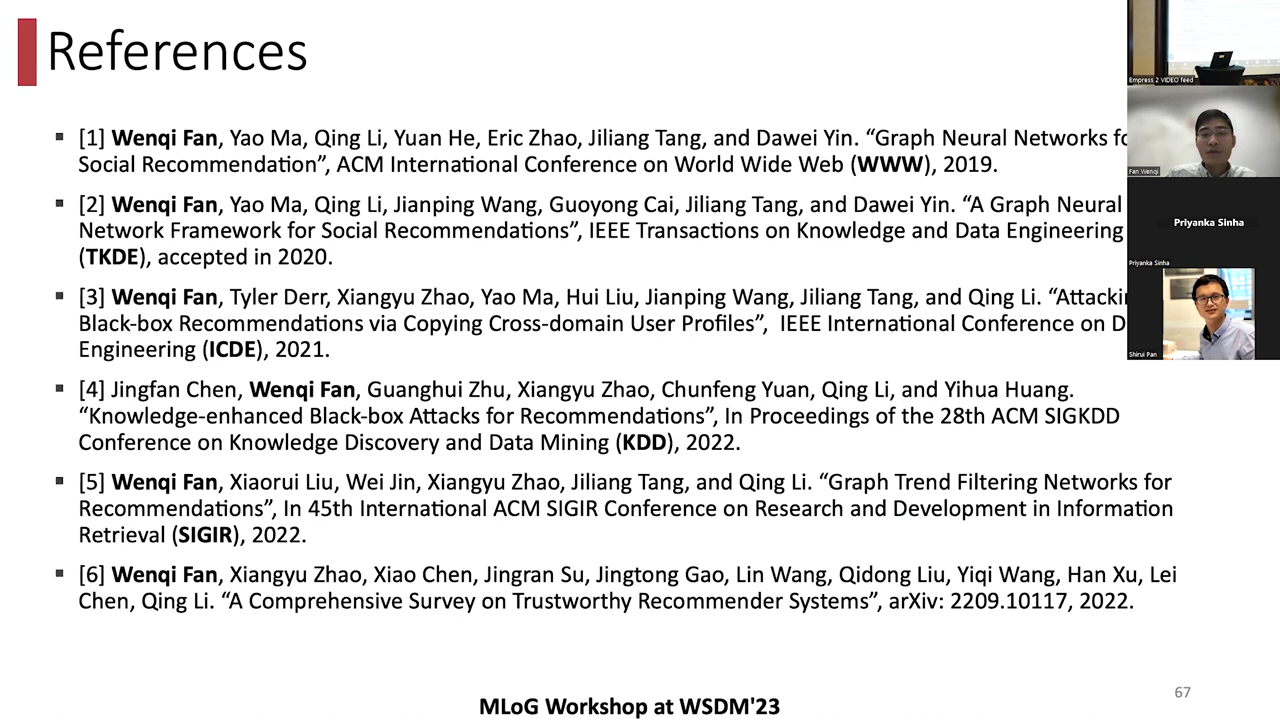 References
▪ [1] Wenqi Fan, Yao Ma, Qing Li, Yuan He, Eric Zhao, Jiliang Tang, and Dawei Yin. “Graph Neural Networks
Social Recommendation”, ACM International Conference on World Wide Web (WWW), 2019.
▪ [2] Wenqi Fan, Yao Ma, Qing Li, Jianping Wang, Guoyong Cai, Jiliang Tang, and Dawei Yin. “A Graph Neural
Network Framework for Social Recommendations”, IEEE Transactions on Knowledge and Data Engineering
(TKDE), accepted in 2020.
▪ [3] Wenqi Fan, Tyler Derr, Xiangyu Zhao, Yao Ma, Hui Liu, Jianping Wang, Jiliang Tang, and Qing Li.
Black-box Recommendations via Copying Cross-domain User Profiles”, IEEE International Conference on
Engineering (ICDE), 2021.
▪ [4] Jingfan Chen, Wenqi Fan, Guanghui Zhu, Xiangyu Zhao, Chunfeng Yuan, Qing Li, and Yihua Huang.
“Knowledge-enhanced Black-box Attacks for Recommendations”, In Proceedings of the 28th ACM SIGKDD
Conference on Knowledge Discovery and Data Mining (KDD), 2022.
▪ [5] Wenqi Fan, Xiaorui Liu, Wei Jin, Xiangyu Zhao, Jiliang Tang, and Qing Li. “Graph Trend Filtering Networks for
Recommendations”, In 45th International ACM SIGIR Conference on Research and Development in Information
Retrieval (SIGIR), 2022.
▪ [6] Wenqi Fan, Xiangyu Zhao, Xiao Chen, Jingran Su, Jingtong Gao, Lin Wang, Qidong Liu, Yiqi Wang, Han Xu, Lei
Chen, Qing Li. “A Comprehensive Survey on Trustworthy Recommender Systems”, arXiv: 2209.10117, 2022.
MLoG Workshop at WSDM'23
67
Empress 2 VIDEO feed
Fan Wenqi
Priyanka Sinha
Priyanka Sinha
Shirui Pan